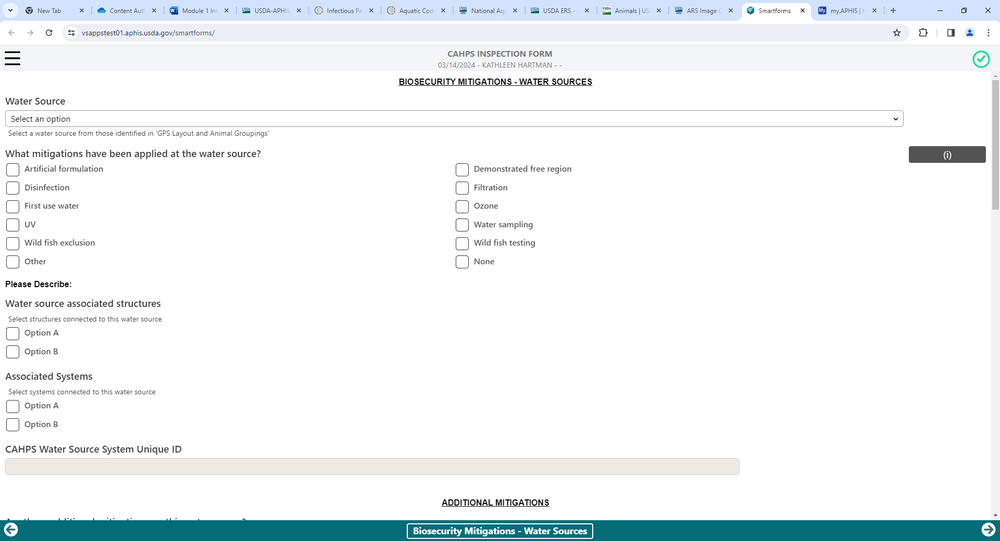 New Tab
Content Aut
Module 1 Int
USDA-APHIS
Infectious Pa
Aquatic Cod
National Aqu
USDA ERS -
Animals | US
ARS Image G
Smartforms
my.APHIS | H
vsappstest01.aphis.usda.gov/smartforms/
CAHPS INSPECTION FORM
03/14/2024 - KATHLEEN HARTMAN - -
BIOSECURITY MITIGATIONS - WATER SOURCES
Water Source
Select an option
Select a water source from those identified in 'GPS Layout and Animal Groupings'
What mitigations have been applied at the water source?
(i)
Artificial formulation
Demonstrated free region
Disinfection
Filtration
First use water
Ozone
UV
Water sampling
Wild fish exclusion
Wild fish testing
Other
None
Please Describe:
Water source associated structures
Select structures connected to this water source
Option A
Option B
Associated Systems
Select systems connected to this water source
Option A
Option B
CAHPS Water Source System Unique ID
ADDITIONAL MITIGATIONS
Biosecurity Mitigations - Water Sources